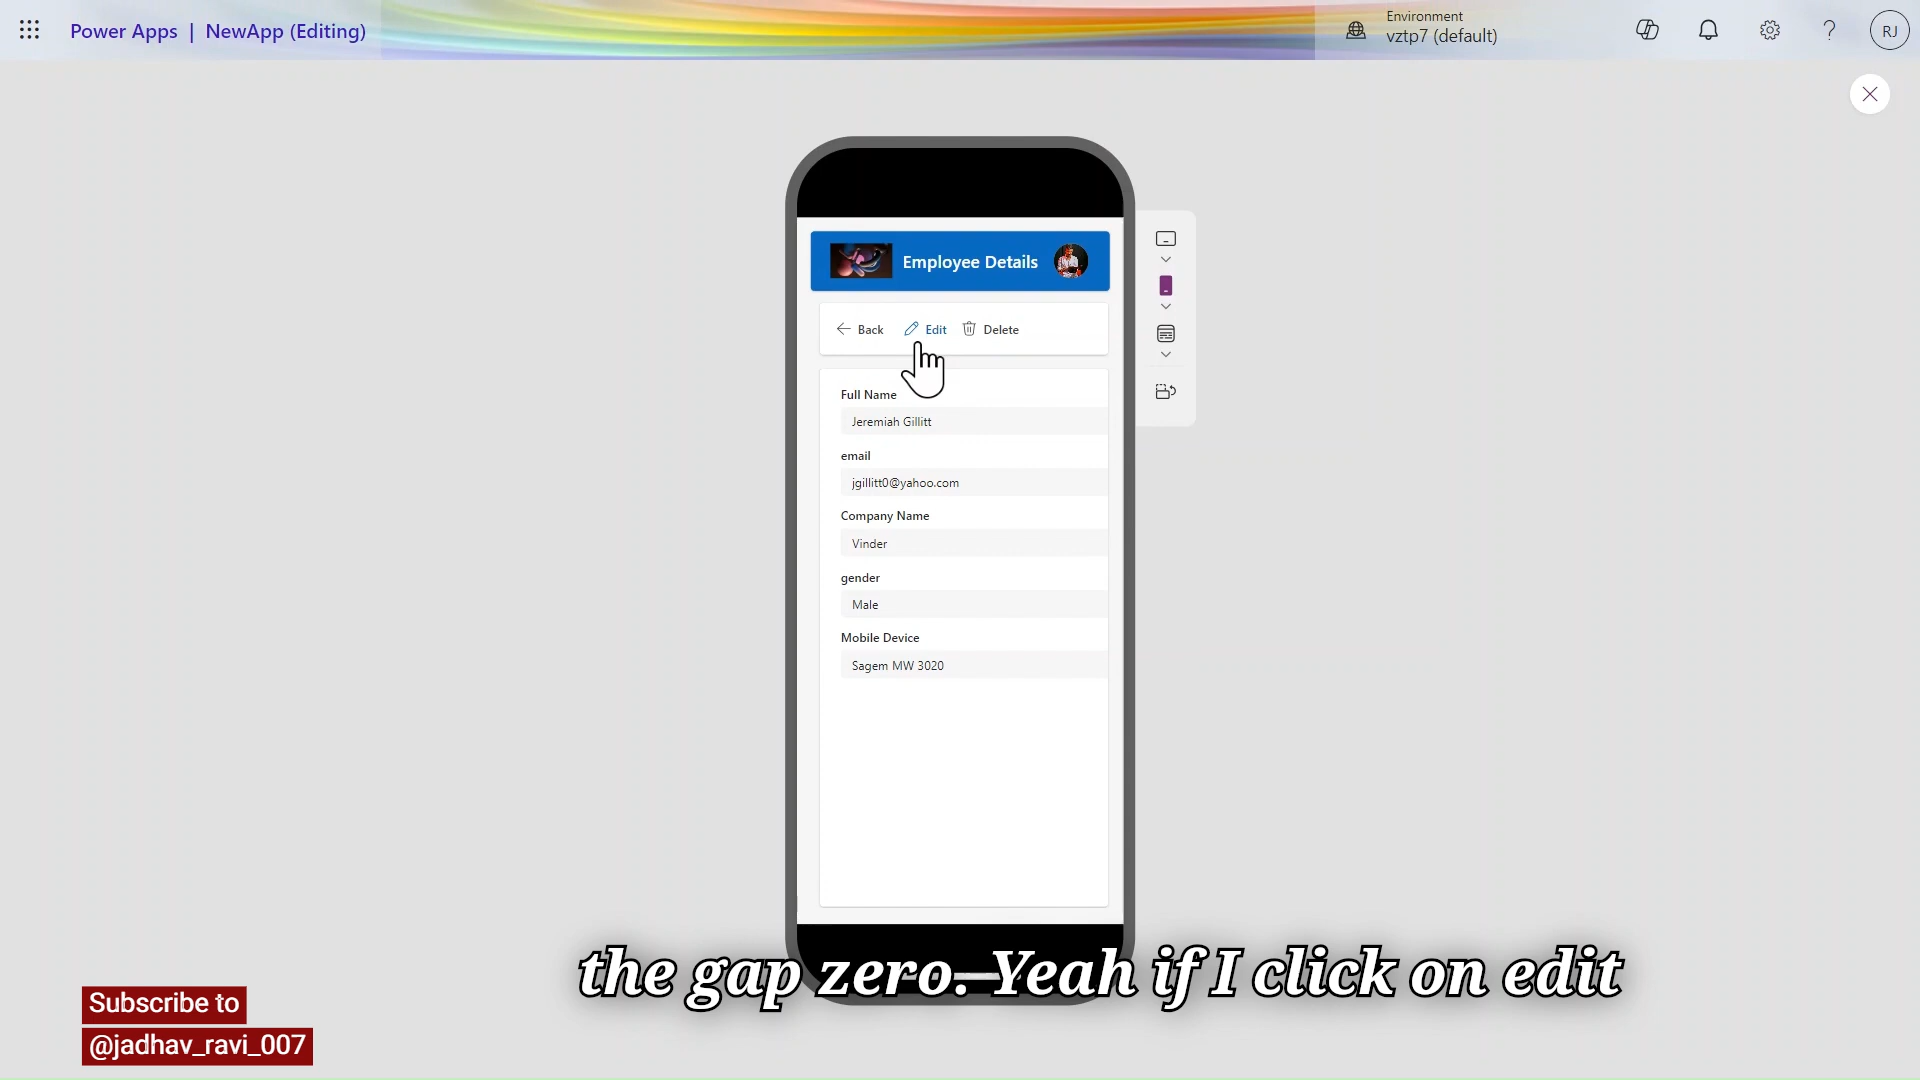 Power Apps | NewApp (Editing)
Environment
vztp7 (default)
?
RJ
Employee Details
Back Edit Delete
Full Name
Jeremiah Gillitt
email
jgillitt0@yahoo.com
Company Name
Vinder
gender
Male
Mobile Device
Sagem MW 3020
the gap zero. Yeah if I click on edit
Subscribe to
@jadhav_ravi_007